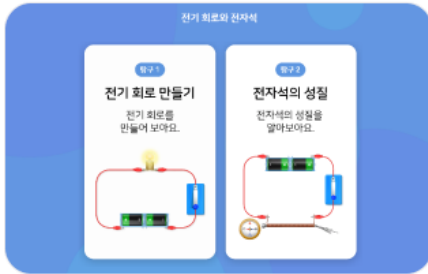 전기 회로와 전자석
탐구 1
전기 회로 만들기
전기 회로를
만들어 보아요.
탐구 2
전자석의 성질
전자석의 성질을
알아보아요.